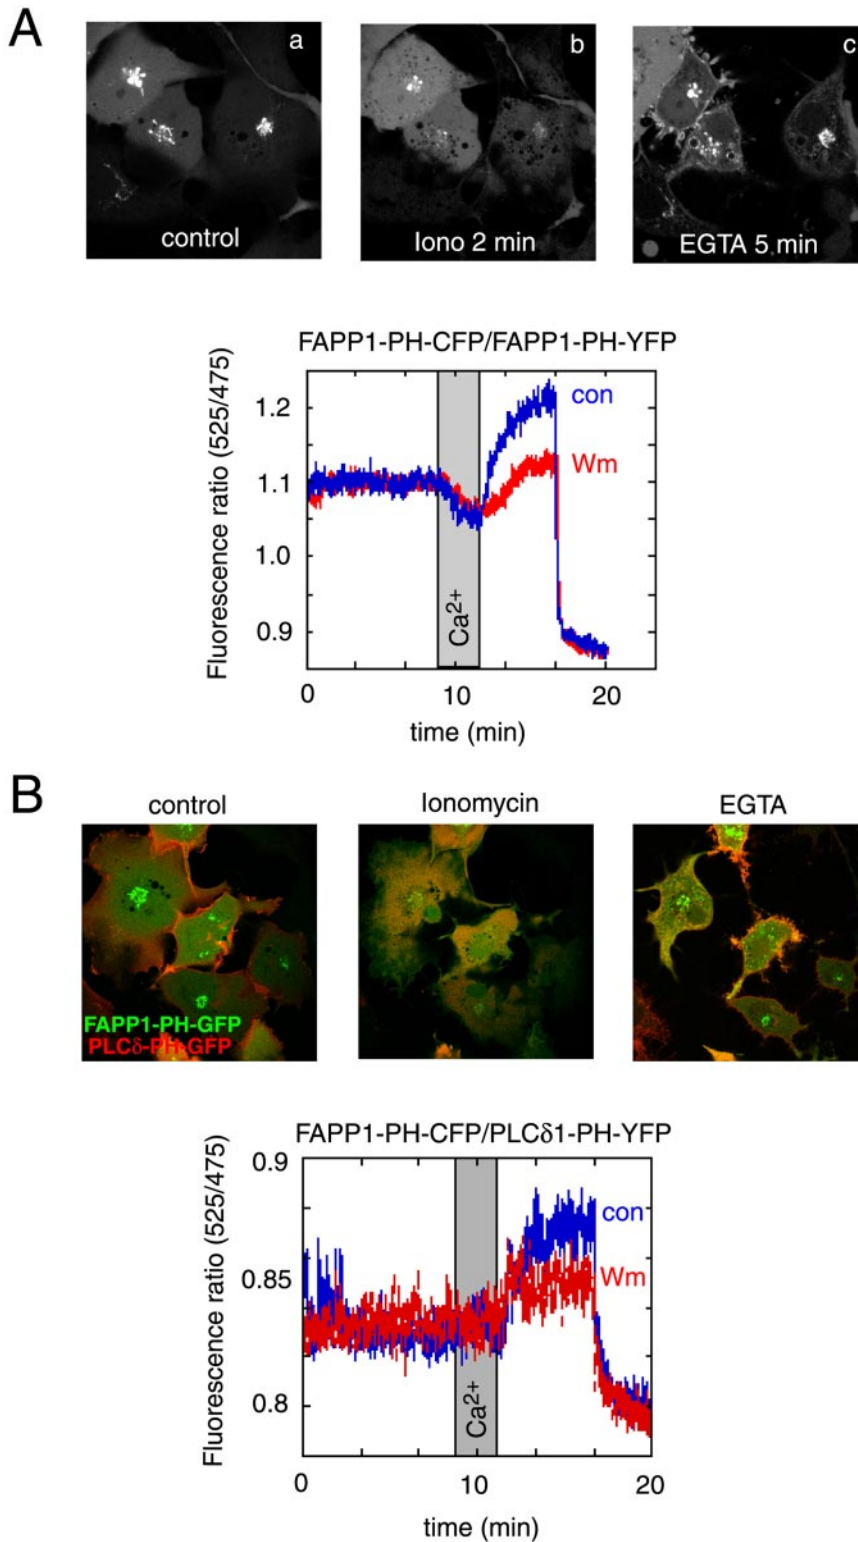 A
a
b
c
control
Iono 2 min
EGTA 5 min
FAPP1-PH-CFP/FAPP1-PH-YFP
Fluorescence ratio (525/475)
1.2
1.1
1.0
0.9
con
Wm
Ca2+
0
10
20
time (min)
B
control
Ionomycin
EGTA
FAPP1-PH-GFP
PLCδ-PH-GFP
FAPP1-PH-CFP/PLCδ1-PH-YFP
Fluorescence ratio (525/475)
0.9
0.85
0.8
con
Wm
Ca2+
0
10
20
time (min)